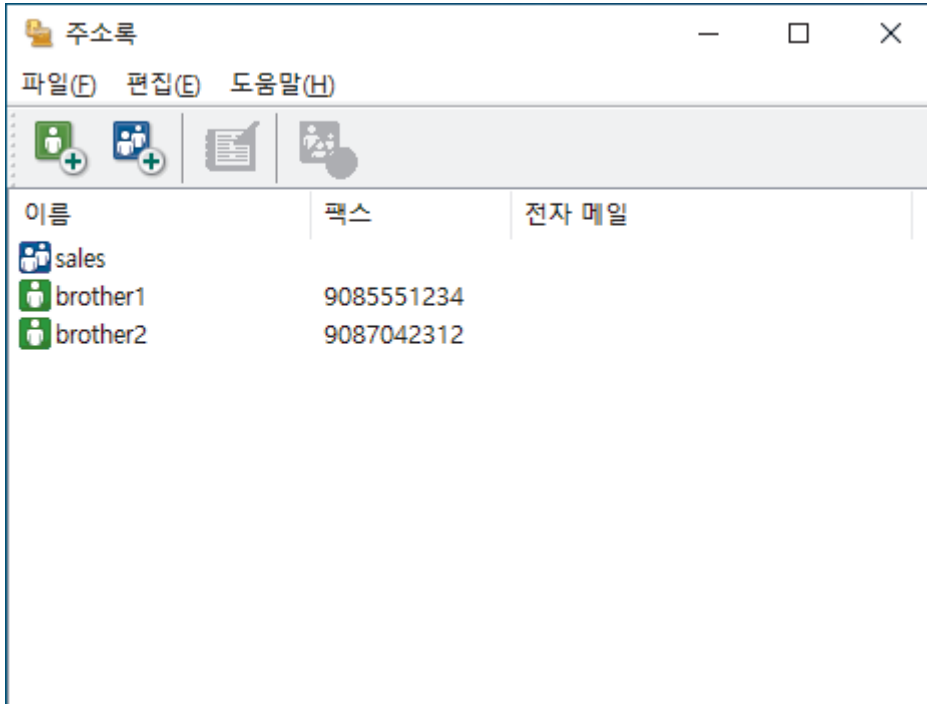 주소록
파일(F) 편집(E) 도움말(H)
이름 팩스 전자 메일
sales
brother1 9085551234
brother2 9087042312